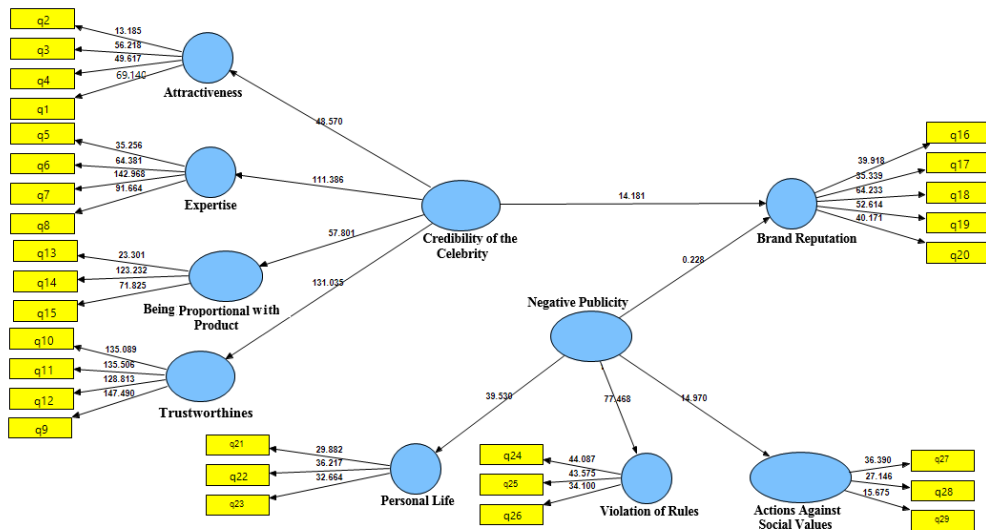 q2
q3
q4
q1
13.185
56.218
49.617
69.140
Attractiveness
q5
q6
q7
q8
35.256
64.381
142.968
91.664
Expertise
q13
q14
q15
23.301
123.232
71.825
Being Proportional with
Product
q10
q11
q12
q9
135.089
135.506
128.813
147.490
Trustworthines
48.570
111.386
57.801
131.035
Credibility of the
Celebrity
14.181
0.228
Brand Reputation
39.918
35.339
64.233
52.614
40.171
q16
q17
q18
q19
q20
Negative Publicity
39.530
77.468
14.970
q21
q22
q23
29.882
36.217
32.664
Personal Life
q24
q25
q26
44.087
43.575
34.100
Violation of Rules
Actions Against
Social Values
36.390
27.146
15.675
q27
q28
q29